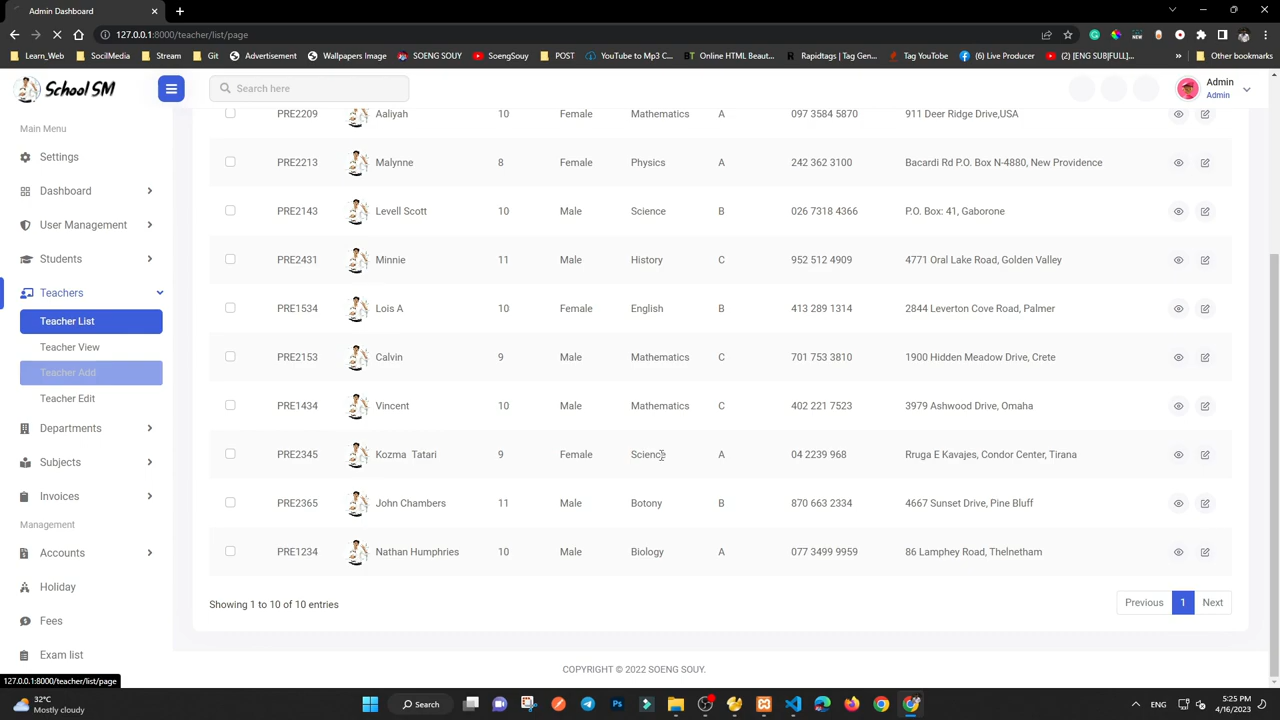 Admin Dashboard
127.0.0.1:8000/teacher/list/page
Learn_Web SocilMedia Stream Git Advertisement Wallpapers Image SOENG SOUY SoengSouy POST YouTube to Mp3 C... Online HTML Beau... Rapidtags | Tag Gen... Tag YouTube (!) Live Producer [ENG SUB|FULL]... » Other bookmarks
School SM
Search here
Admin
Admin
Main Menu
Settings
Dashboard
User Management
Students
Teachers
Teacher List
Teacher View
Teacher Add
Teacher Edit
Departments
Subjects
Invoices
Management
Accounts
Holiday
Fees
Exam list
PRE2209 Aaliyah 10 Female Mathematics A 097 3584 5870 911 Deer Ridge Drive,USA
PRE2213 Malynne 8 Female Physics A 242 362 3100 Bacardi Rd P.O. Box N-4880, New Providence
PRE2143 Levell Scott 10 Male Science B 026 7318 4366 P.O. Box: 41, Gaborone
PRE2431 Minnie 11 Male History C 952 512 4909 4771 Oral Lake Road, Golden Valley
PRE1534 Lois A 10 Female English B 413 289 1314 2844 Leverton Cove Road, Palmer
PRE2153 Calvin 9 Male Mathematics C 701 753 3810 1900 Hidden Meadow Drive, Crete
PRE1434 Vincent 10 Male Mathematics C 402 221 7523 3979 Ashwood Drive, Omaha
PRE2345 Kozma Tatari 9 Female Science A 04 2239 968 Rruga E Kavajes, Condor Center, Tirana
PRE2365 John Chambers 11 Male Botony B 870 663 2334 4667 Sunset Drive, Pine Bluff
PRE1234 Nathan Humphries 10 Male Biology A 077 3499 9959 86 Lamphey Road, Thelnetham
Showing 1 to 10 of 10 entries
Previous 1 Next
COPYRIGHT © 2022 SOENG SOUY.
127.0.0.1:8000/teacher/list/page
32°C
Mostly cloudy
Search
ENG
5:25 PM
4/16/2023